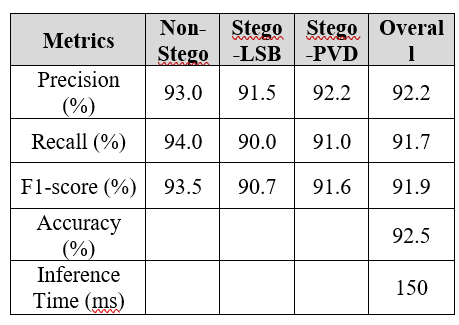 Metrics Non- Stego Stego Overal
Stego -LSB -PVD l
Precision
(%) 93.0 91.5 92.2 92.2
Recall (%) 94.0 90.0 91.0 91.7
F1-score (%) 93.5 90.7 91.6 91.9
Accuracy
(%) 92.5
Inference
Time (ms) 150